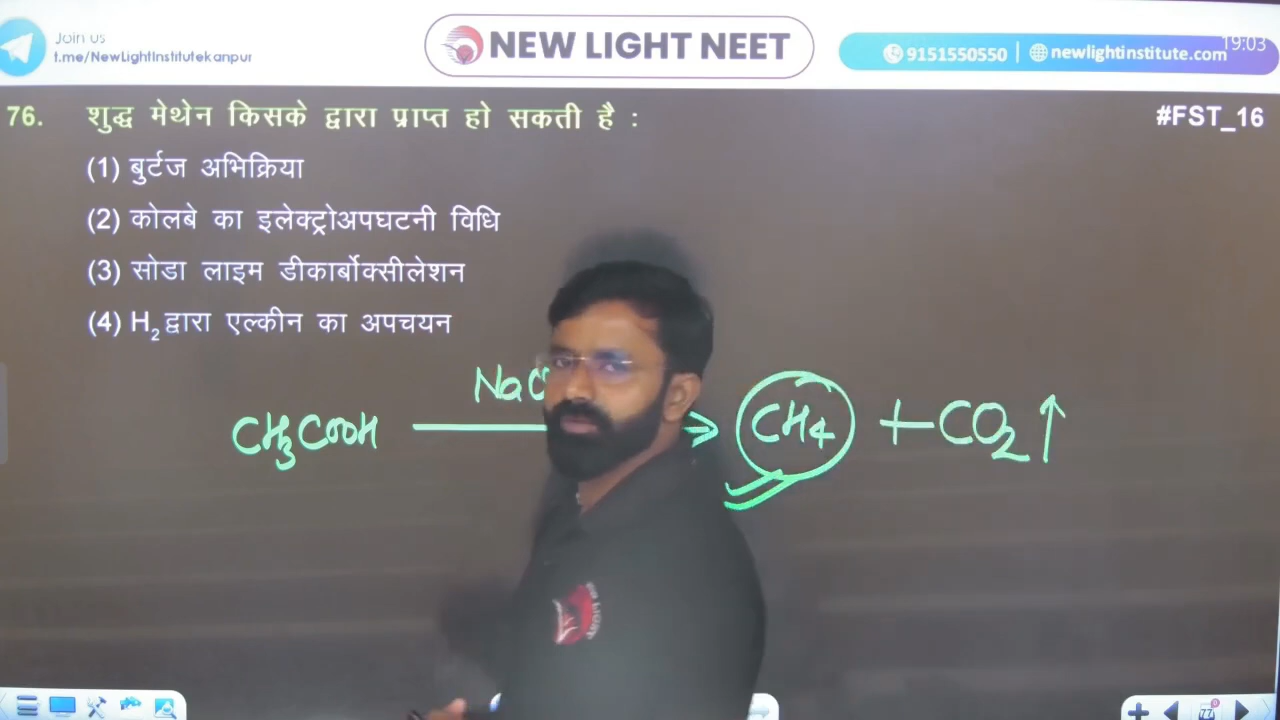 Join us
t.me/NewLightInstitutekanpur
NEW LIGHT NEET
9151550550 | newlightinstitute.com
19:03
76. शुद्ध मेथेन किसके द्वारा प्राप्त हो सकती है :
#FST_16
(1) बुर्टज अभिक्रिया
(2) कोलबे का इलेक्ट्रोअपघटनी विधि
(3) सोडा लाइम डीकार्बोक्सीलेशन
(4) H₂ द्वारा एल्कीन का अपचयन
CH₃COOH → CH₄ + CO₂ ↑
77